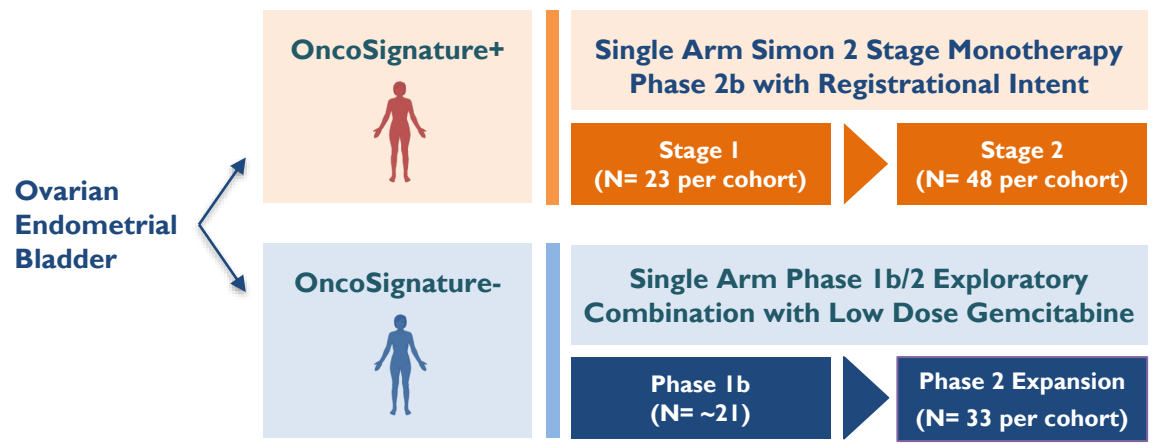 Ovarian
Endometrial
Bladder
OncoSignature+
Single Arm Simon 2 Stage Monotherapy
Phase 2b with Registrational Intent
Stage 1
(N= 23 per cohort)
Stage 2
(N= 48 per cohort)
OncoSignature-
Single Arm Phase 1b/2 Exploratory
Combination with Low Dose Gemcitabine
Phase 1b
(N= ~21)
Phase 2 Expansion
(N= 33 per cohort)